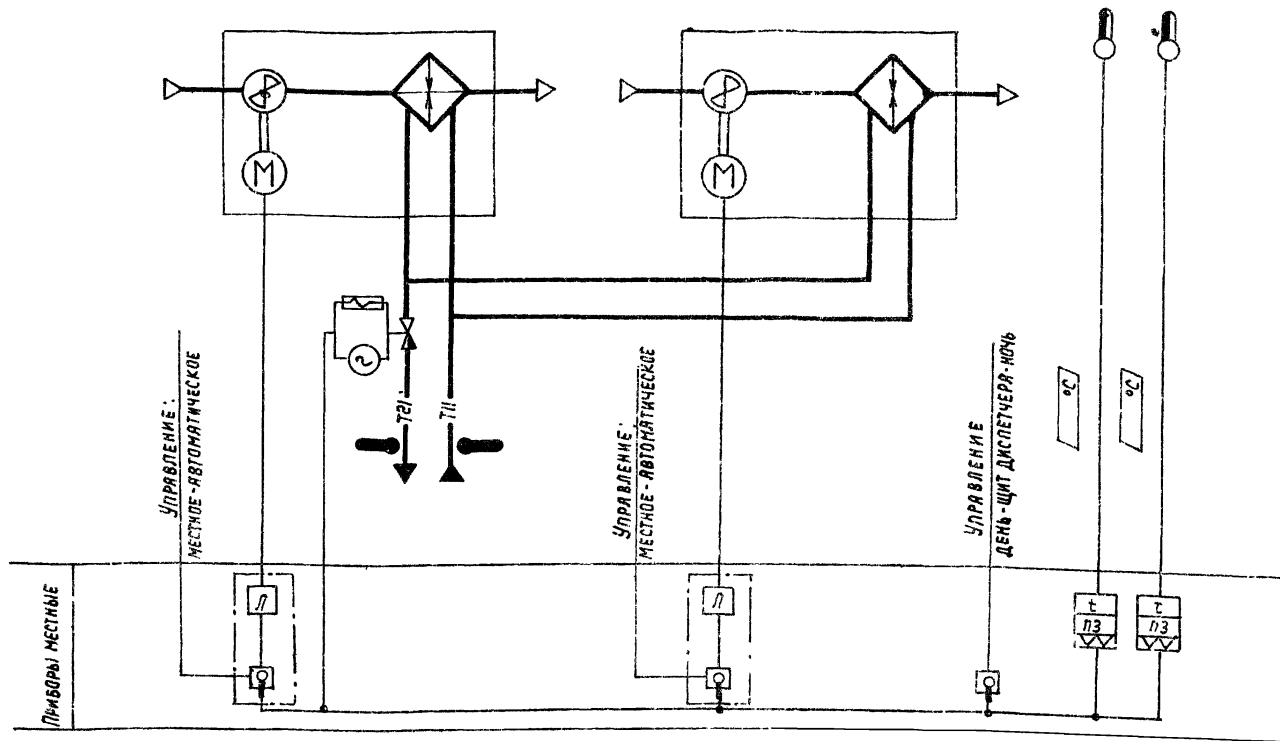 М
М
Т21
Т11
УПРАВЛЕНИЕ:
МЕСТНОЕ-АВТОМАТИЧЕСКОЕ
УПРАВЛЕНИЕ:
МЕСТНОЕ-АВТОМАТИЧЕСКОЕ
УПРАВЛЕНИЕ
ДЕНЬ-ЩИТ ДИСПЕТЧЕРА-НОЧЬ
°С
°С
ПРИБОРЫ МЕСТНЫЕ
Л
Л
t
ПЗ
τ
ПЗ